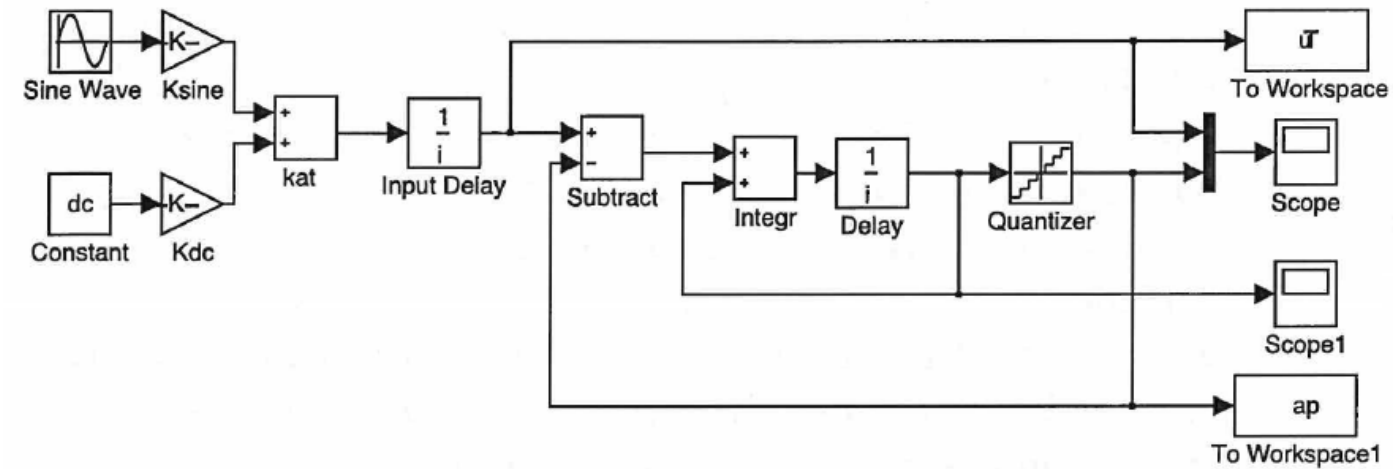 Sine Wave
-K-
Ksine
+
+
kat
dc
Constant
-K-
Kdc
1
i
Input Delay
+
−
Subtract
+
+
Integr
1
i
Delay
Quantizer
To Workspace
Scope
Scope1
ap
To Workspace1